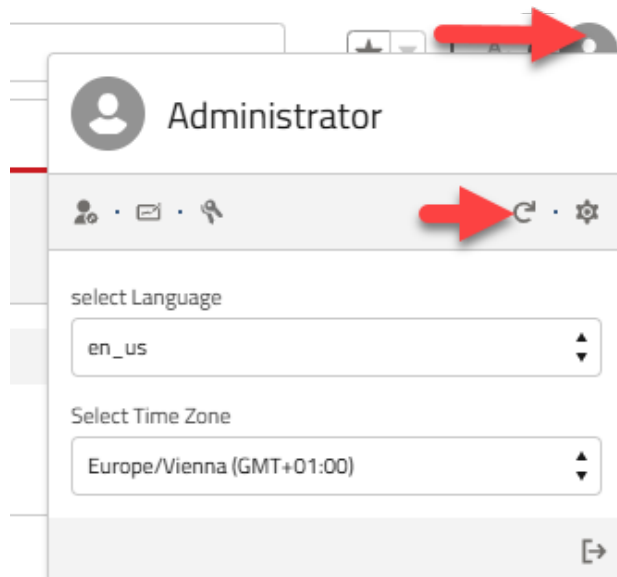 Administrator
select Language
en_us
Select Time Zone
Europe/Vienna (GMT+01:00)